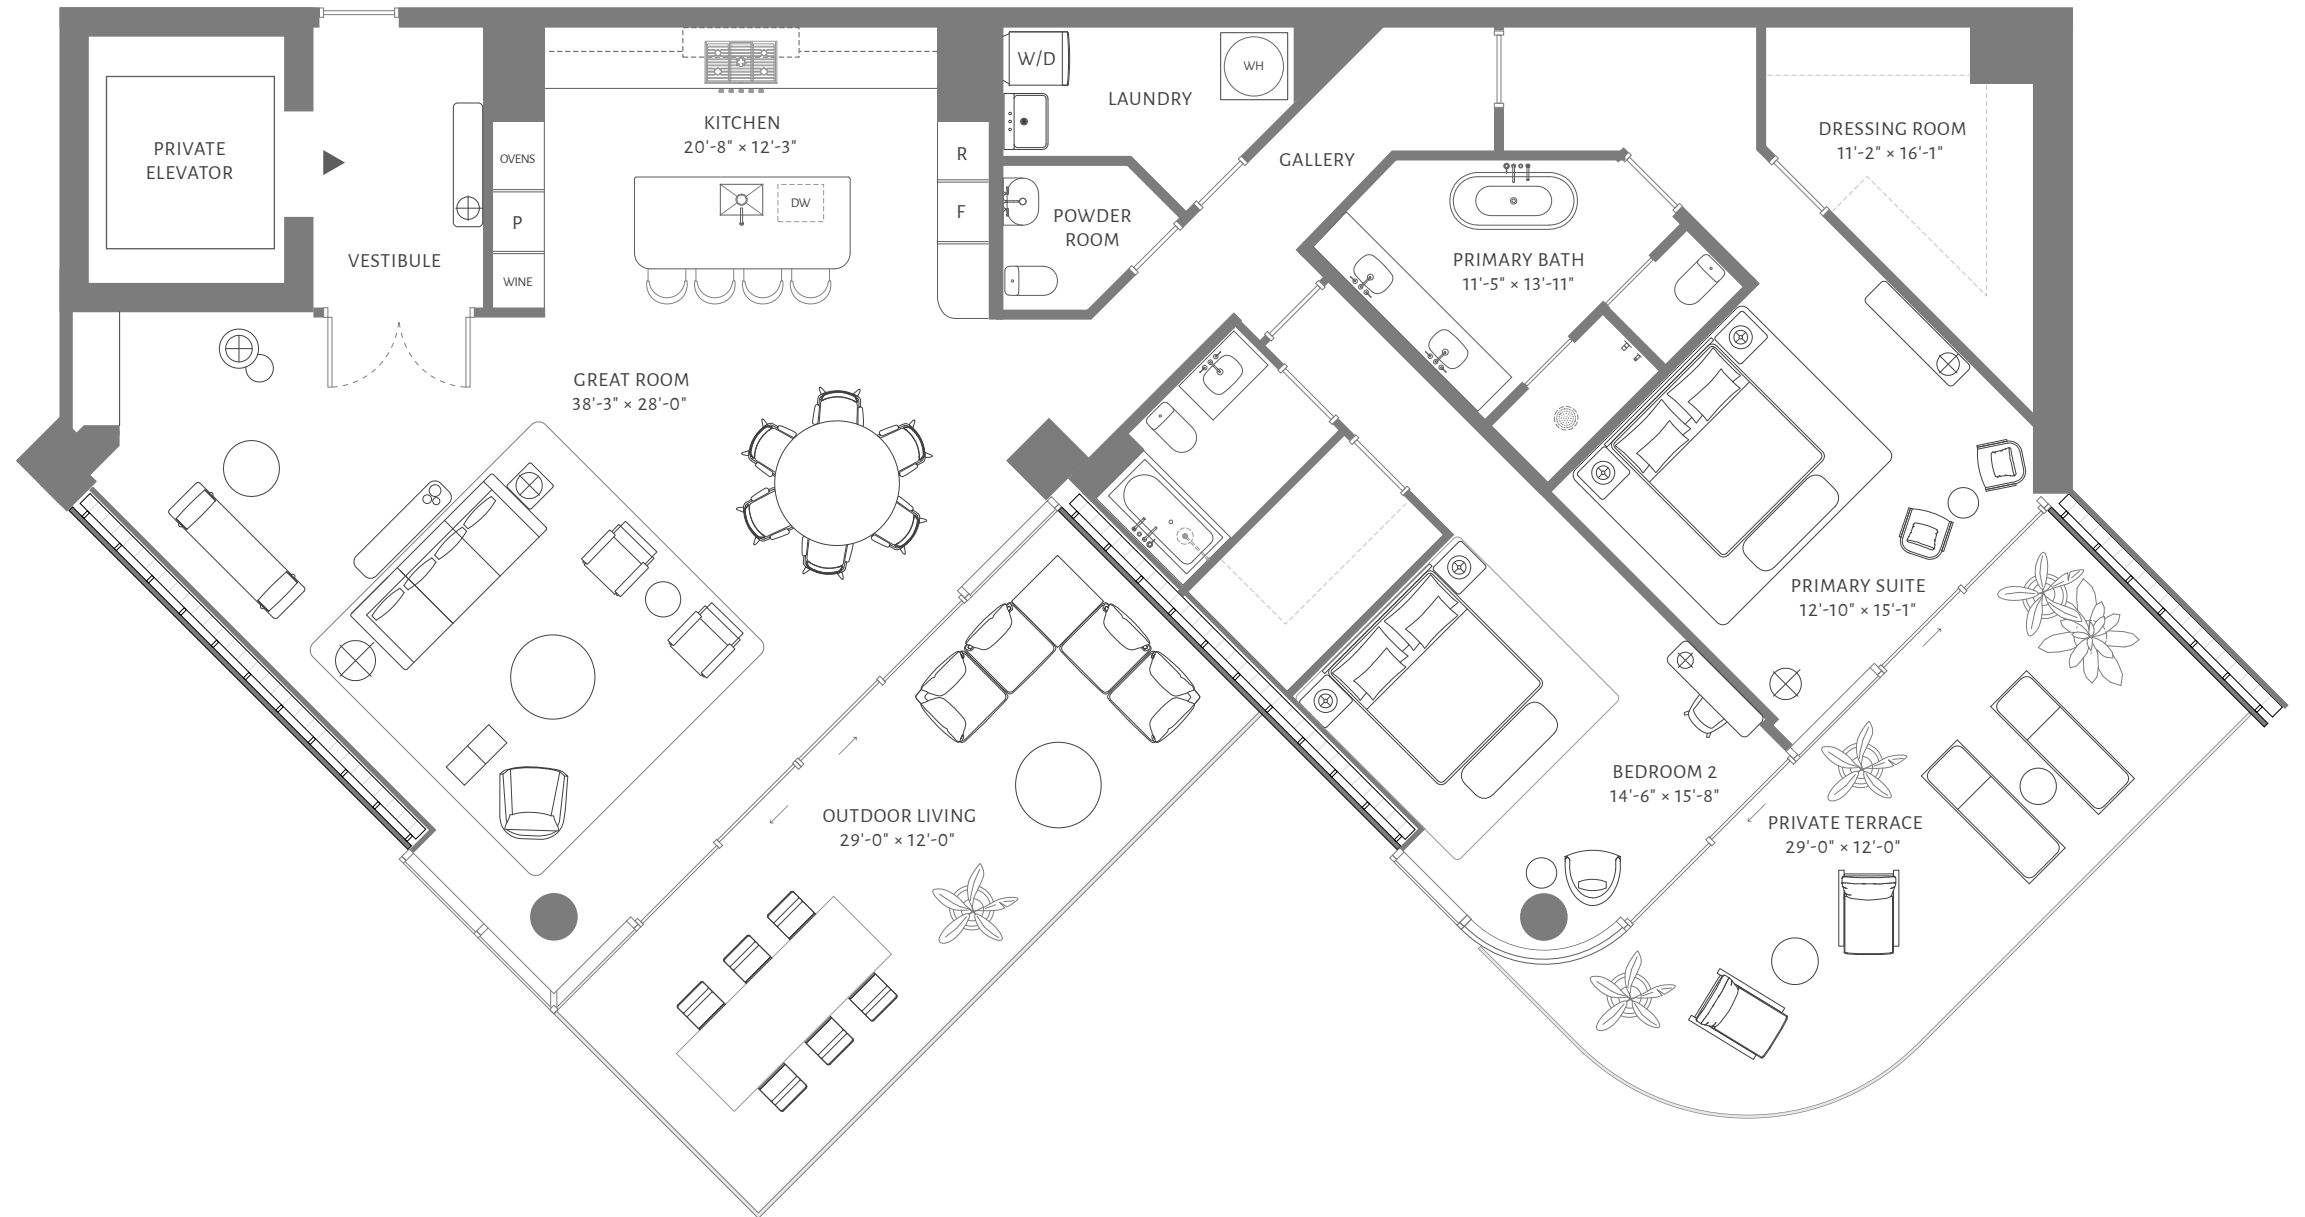 PRIVATE
ELEVATOR
VESTIBULE
OVENS
P
WINE
KITCHEN
20'-8" × 12'-3"
DW
R
F
W/D
LAUNDRY
WH
POWDER
ROOM
GALLERY
PRIMARY BATH
11'-5" × 13'-11"
DRESSING ROOM
11'-2" × 16'-1"
GREAT ROOM
38'-3" × 28'-0"
PRIMARY SUITE
12'-10" × 15'-1"
BEDROOM 2
14'-6" × 15'-8"
OUTDOOR LIVING
29'-0" × 12'-0"
PRIVATE TERRACE
29'-0" × 12'-0"